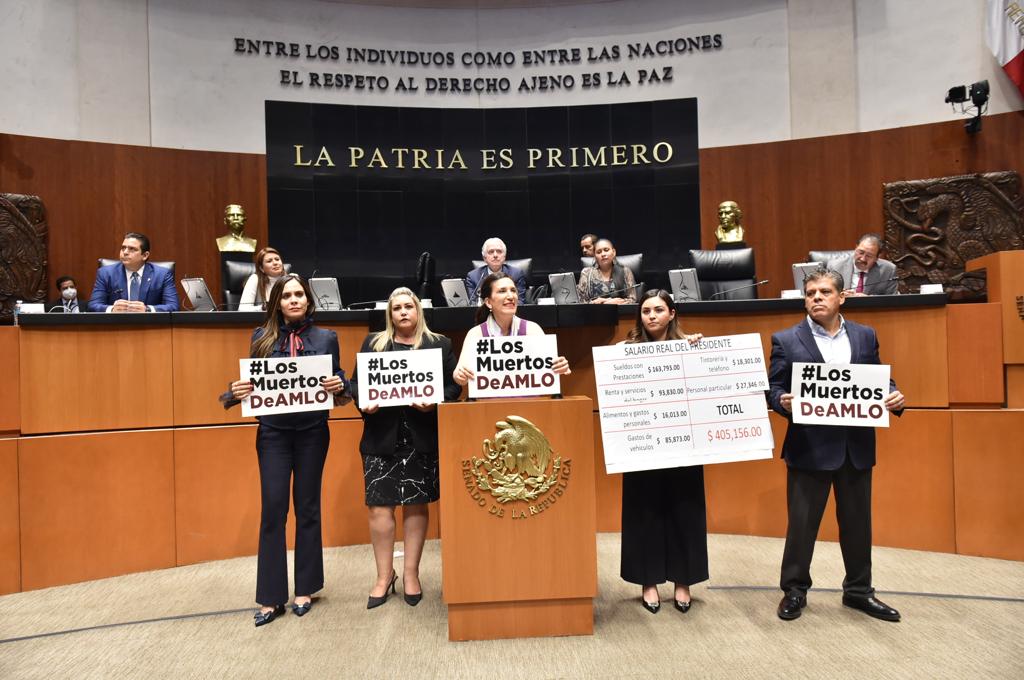 ENTRE LOS INDIVIDUOS COMO ENTRE LAS NACIONES
EL RESPETO AL DERECHO AJENO ES LA PAZ
LA PATRIA ES PRIMERO
#Los
Muertos
DeAMLO
#Los
Muertos
DeAMLO
#Los
Muertos
DeAMLO
SALARIO REAL DEL PRESIDENTE
Sueldos con
Prestaciones $ 163,793.00
Tintorería y
teléfono $ 18,301.00
Renta y servicios $ 93,830.00
Personal particular $ 27,346.00
Alimentos y gastos
personales $ 16,013.00
Gastos de
vehículos $ 85,873.00
TOTAL
$ 405,156.00
#Los
Muertos
DeAMLO
SENADO DE LA REPUBLICA